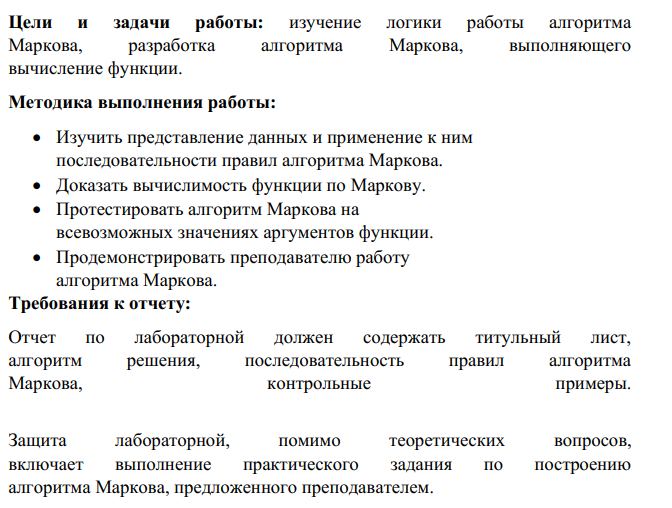 Цели и задачи работы: изучение логики работы алгоритма
Маркова, разработка алгоритма Маркова, выполняющего
вычисление функции.
Методика выполнения работы:
• Изучить представление данных и применение к ним
последовательности правил алгоритма Маркова.
• Доказать вычислимость функции по Маркову.
• Протестировать алгоритм Маркова на
всевозможных значениях аргументов функции.
• Продемонстрировать преподавателю работу
алгоритма Маркова.
Требования к отчету:
Отчет по лабораторной должен содержать титульный лист,
алгоритм решения, последовательность правил алгоритма
Маркова, контрольные примеры.
Защита лабораторной, помимо теоретических вопросов,
включает выполнение практического задания по построению
алгоритма Маркова, предложенного преподавателем.